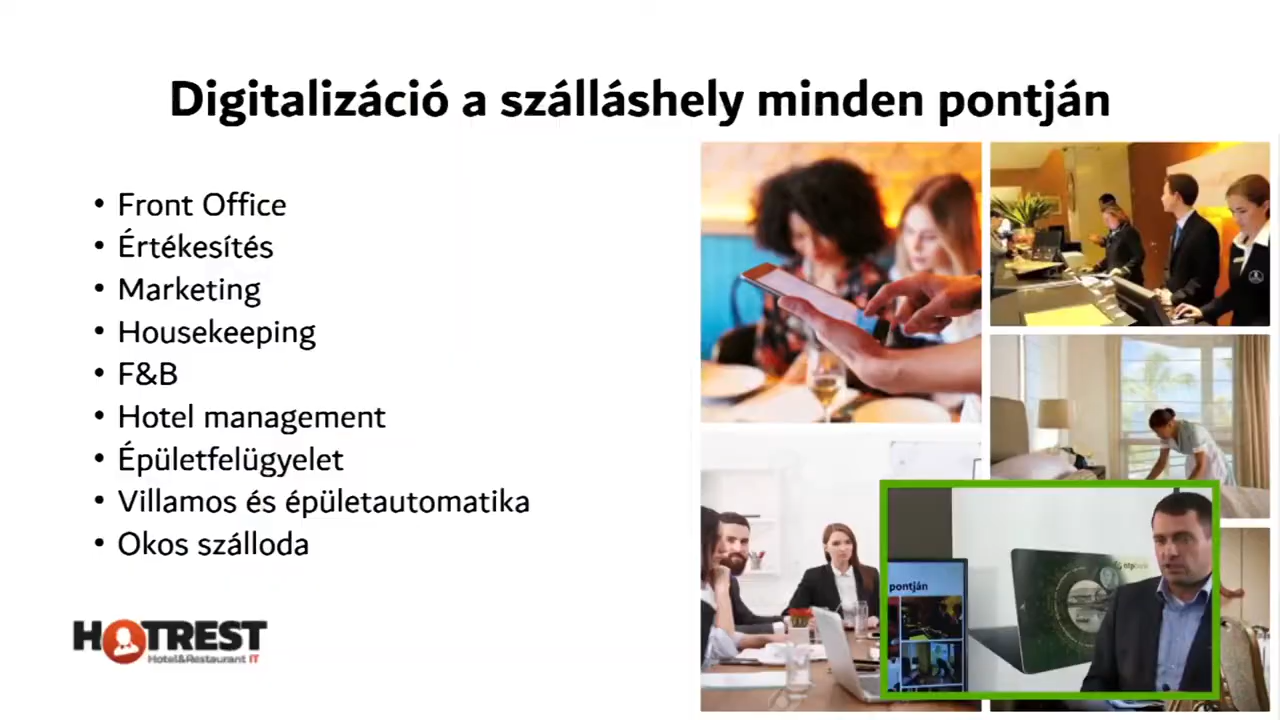 Digitalizáció a szálláshely minden pontján
• Front Office
• Értékesítés
• Marketing
• Housekeeping
• F&B
• Hotel management
• Épületfelügyelet
• Villamos és épületautomatika
• Okos szálloda
HOTREST
Hotel&Restaurant IT
pontján
otpbank